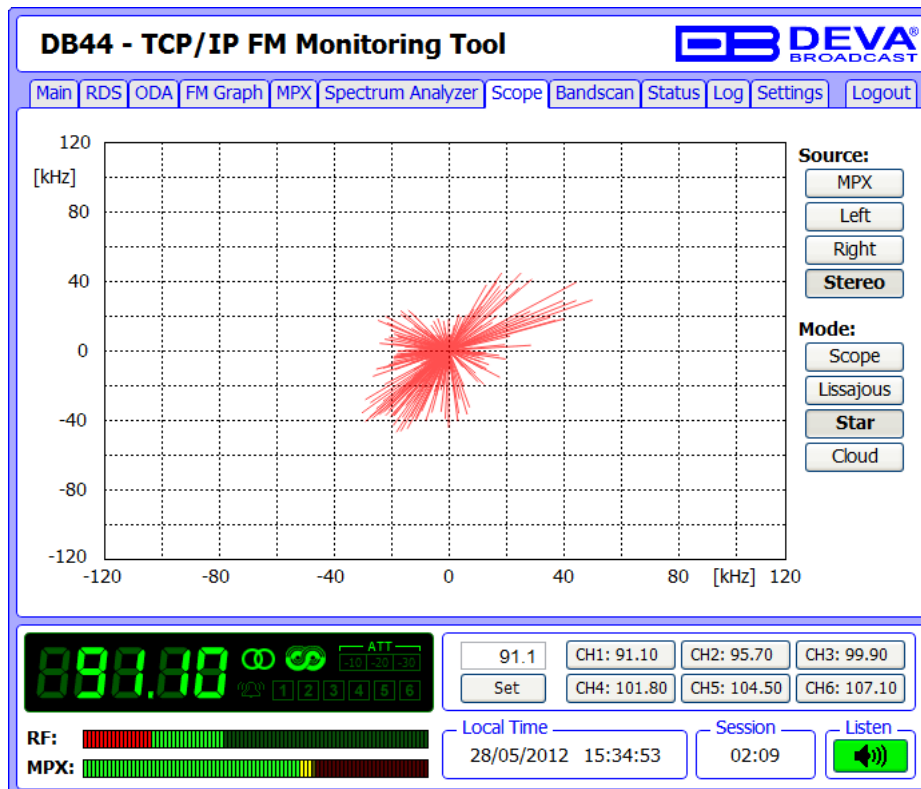 DB44 - TCP/IP FM Monitoring Tool
DEVA®
BROADCAST
Main RDS ODA FM Graph MPX Spectrum Analyzer Scope Bandscan Status Log Settings Logout
120
[kHz]
80
40
0
-40
-80
-120
-120 -80 -40 0 40 80 [kHz] 120
Source:
MPX
Left
Right
Stereo
Mode:
Scope
Lissajous
Star
Cloud
91.10
ATT
-10 -20 -30
1 2 3 4 5 6
RF:
MPX:
91.1
Set
CH1: 91.10 CH2: 95.70 CH3: 99.90
CH4: 101.80 CH5: 104.50 CH6: 107.10
Local Time
28/05/2012 15:34:53
Session
02:09
Listen